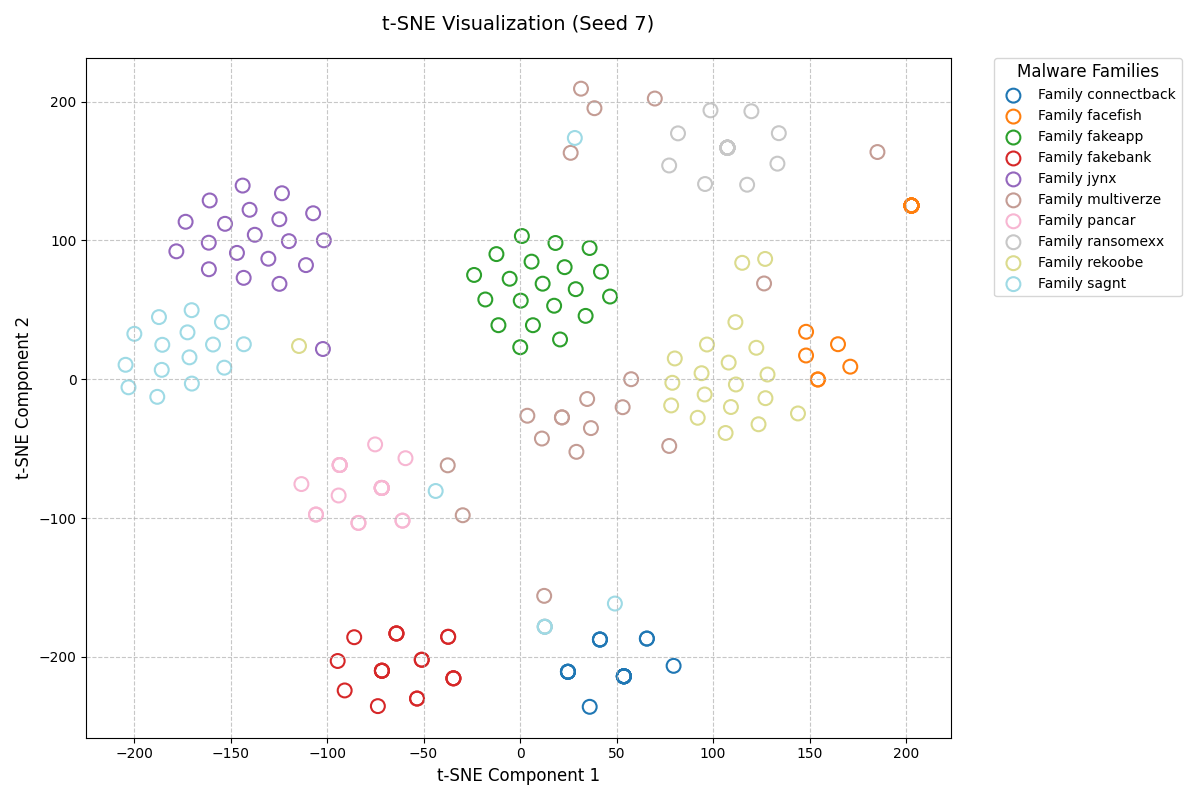 t-SNE Visualization (Seed 7)
Malware Families
Family connectback
Family facefish
Family fakeapp
Family fakebank
Family jynx
Family multiverze
Family pancar
Family ransomexx
Family rekoobe
Family sagnt
t-SNE Component 2
200
100
0
−100
−200
−200 −150 −100 −50 0 50 100 150 200
t-SNE Component 1